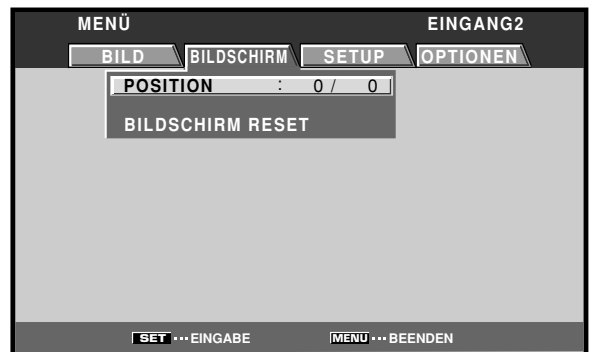 MENÜ EINGANG2
BILD BILDSCHIRM SETUP OPTIONEN
POSITION : 0 / 0
BILDSCHIRM RESET
SET ··· EINGABE MENU ··· BEENDEN